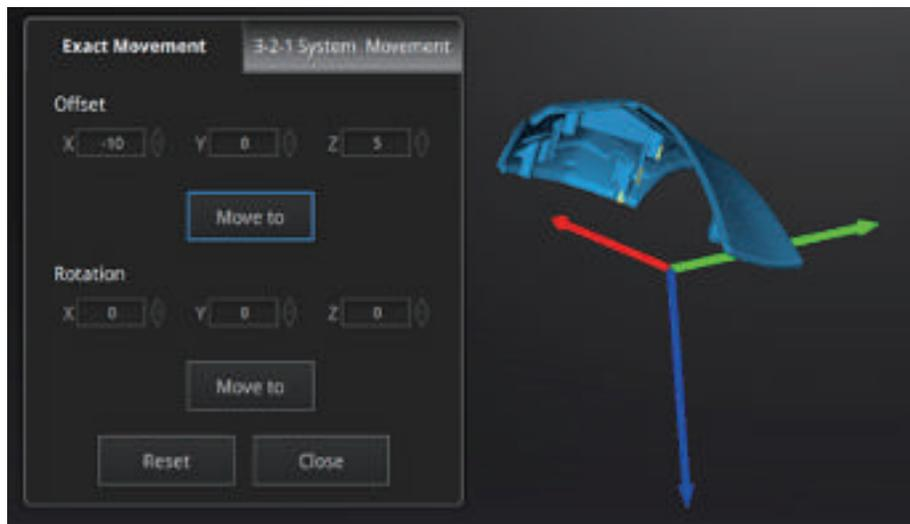 Exact Movement 3-2-1 System Movement
Offset
X -10 Y 0 Z 5
Move to
Rotation
X 0 Y 0 Z 0
Move to
Reset Close